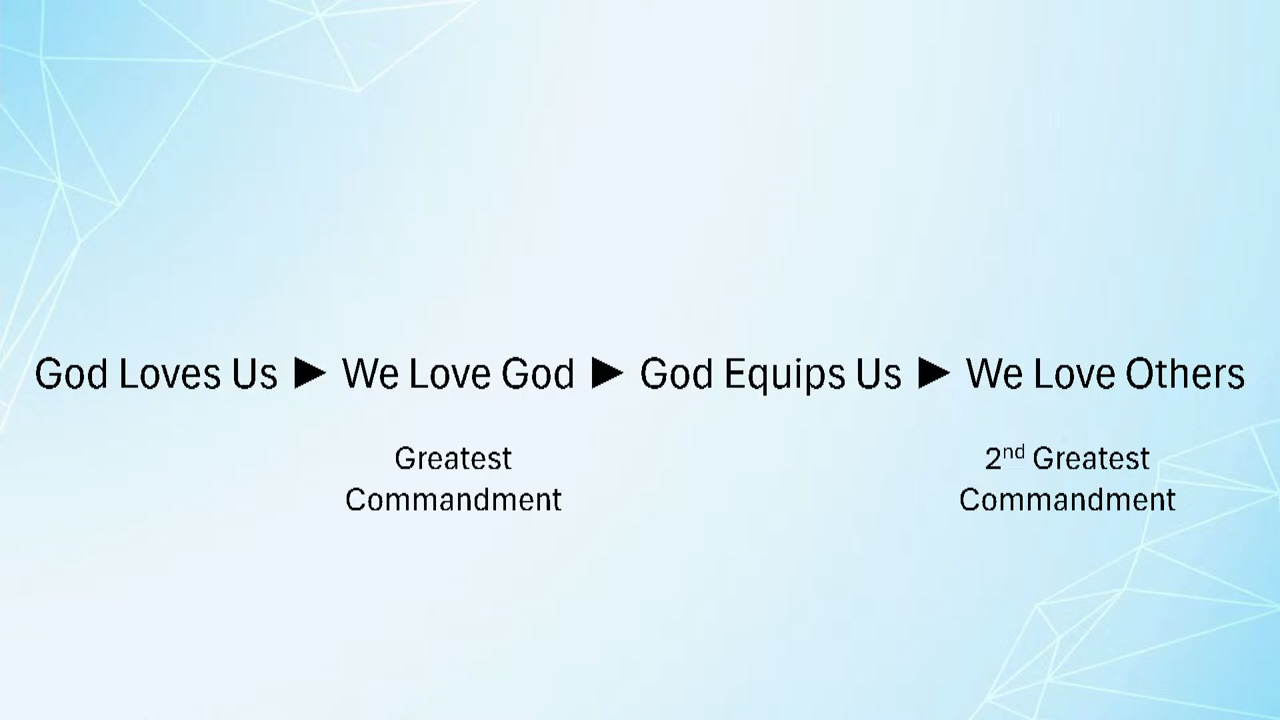 God Loves Us ▶ We Love God ▶ God Equips Us ▶ We Love Others
Greatest
Commandment
2nd Greatest
Commandment